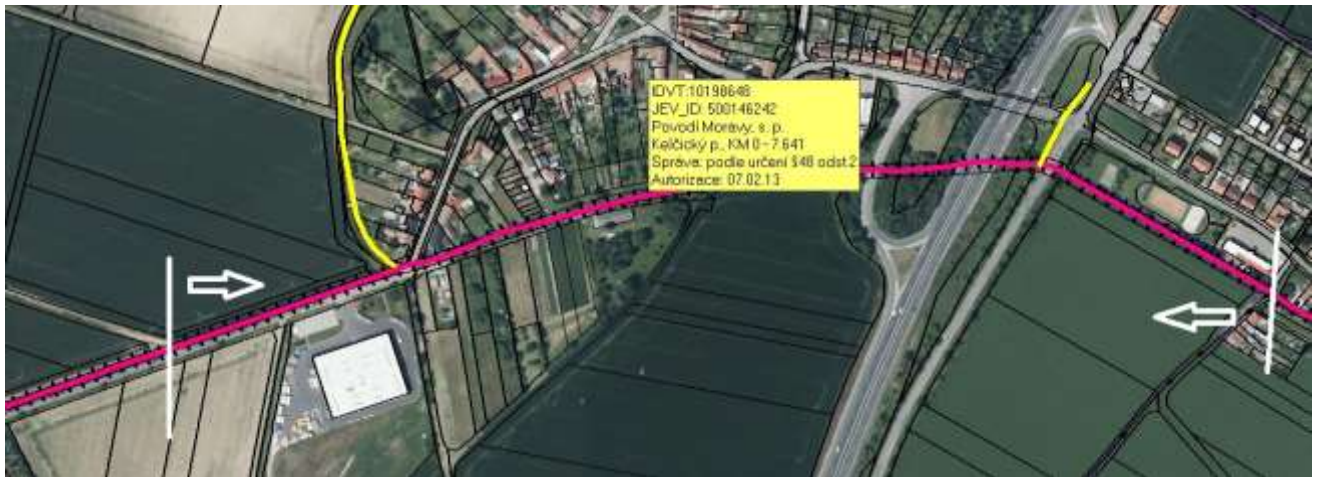 IDVT:10198648
JEV_ID: 500146242
Povodí Moravy, s. p.
Kelčický p., KM 0 - 7.641
Správa: podle určení §48 odst.2
Autorizace: 07.02.13